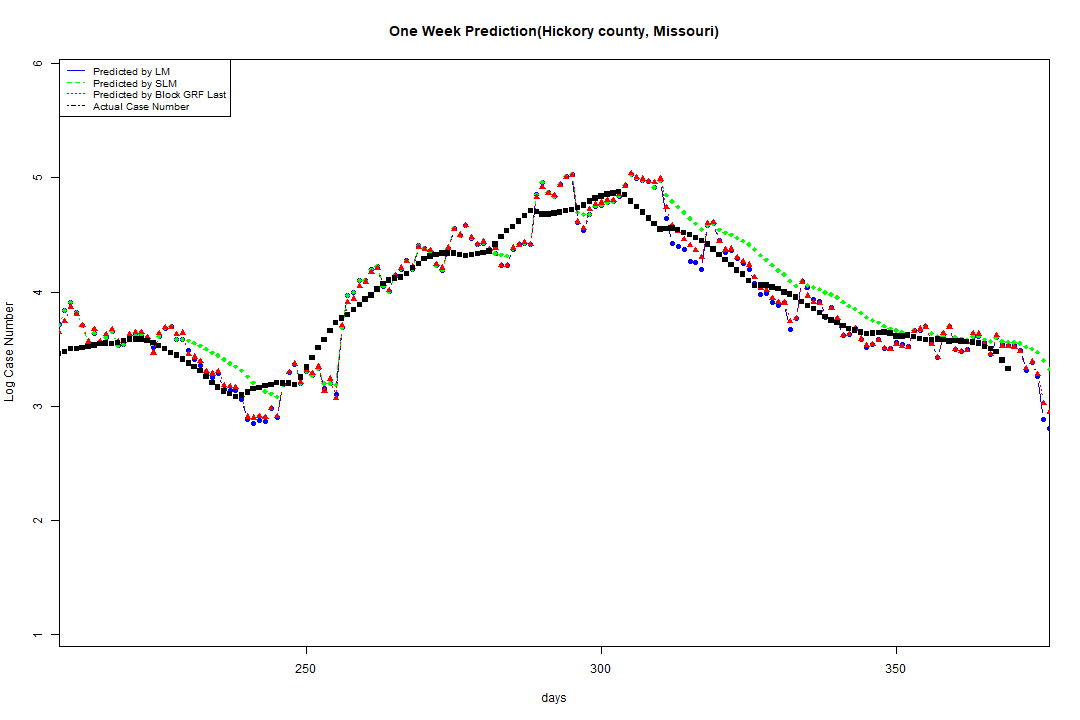 One Week Prediction(Hickory county, Missouri)
Predicted by LM
Predicted by SLM
Predicted by Block GRF Last
Actual Case Number
6
5
4
3
2
1
Log Case Number
250
300
350
days